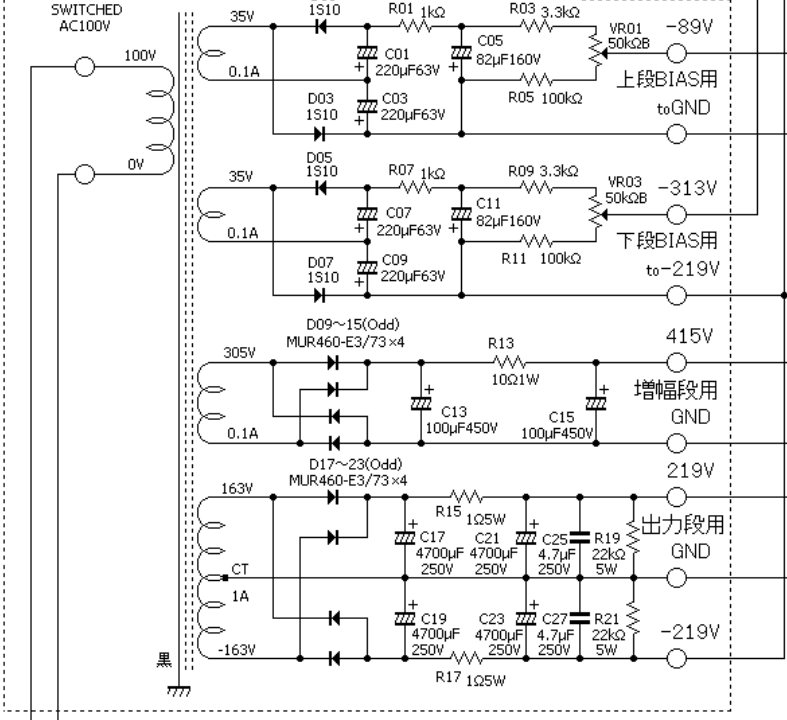 SWITCHED
AC100V
100V
0V
35V
0.1A
1S10
R01 1kΩ
R03 3.3kΩ
C01
220μF63V
C03
220μF63V
C05
82μF160V
D03
1S10
R05 100kΩ
VR01
50kΩB
-89V
上段BIAS用
toGND
35V
0.1A
D05
1S10
R07 1kΩ
R09 3.3kΩ
C07
220μF63V
C09
220μF63V
C11
82μF160V
D07
1S10
R11 100kΩ
VR03
50kΩB
-313V
下段BIAS用
to-219V
305V
0.1A
D09~15(Odd)
MUR460-E3/73×4
C13
100μF450V
R13
10Ω1W
C15
100μF450V
415V
増幅段用
GND
163V
CT
1A
-163V
D17~23(Odd)
MUR460-E3/73×4
R15 1Ω5W
C17
4700μF
250V
C21
4700μF
250V
C25
4.7μF
250V
R19
22kΩ
5W
C19
4700μF
250V
C23
4700μF
250V
C27
4.7μF
250V
R21
22kΩ
5W
R17 1Ω5W
219V
出力段用
GND
-219V
黒